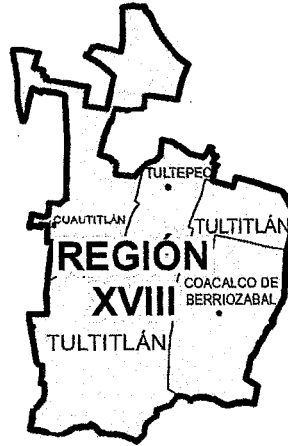 TULTEPEC
CUAUTITLÁN
TULTITLÁN
REGIÓN
XVIII
COACALCO DE
BERRIOZABAL
TULTITLÁN